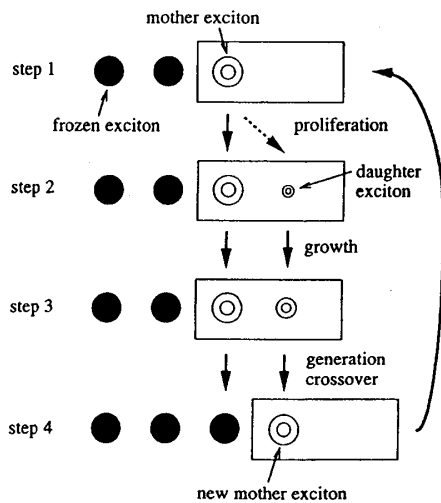 mother exciton
step 1
frozen exciton
proliferation
step 2
daughter
exciton
growth
step 3
generation
crossover
step 4
new mother exciton